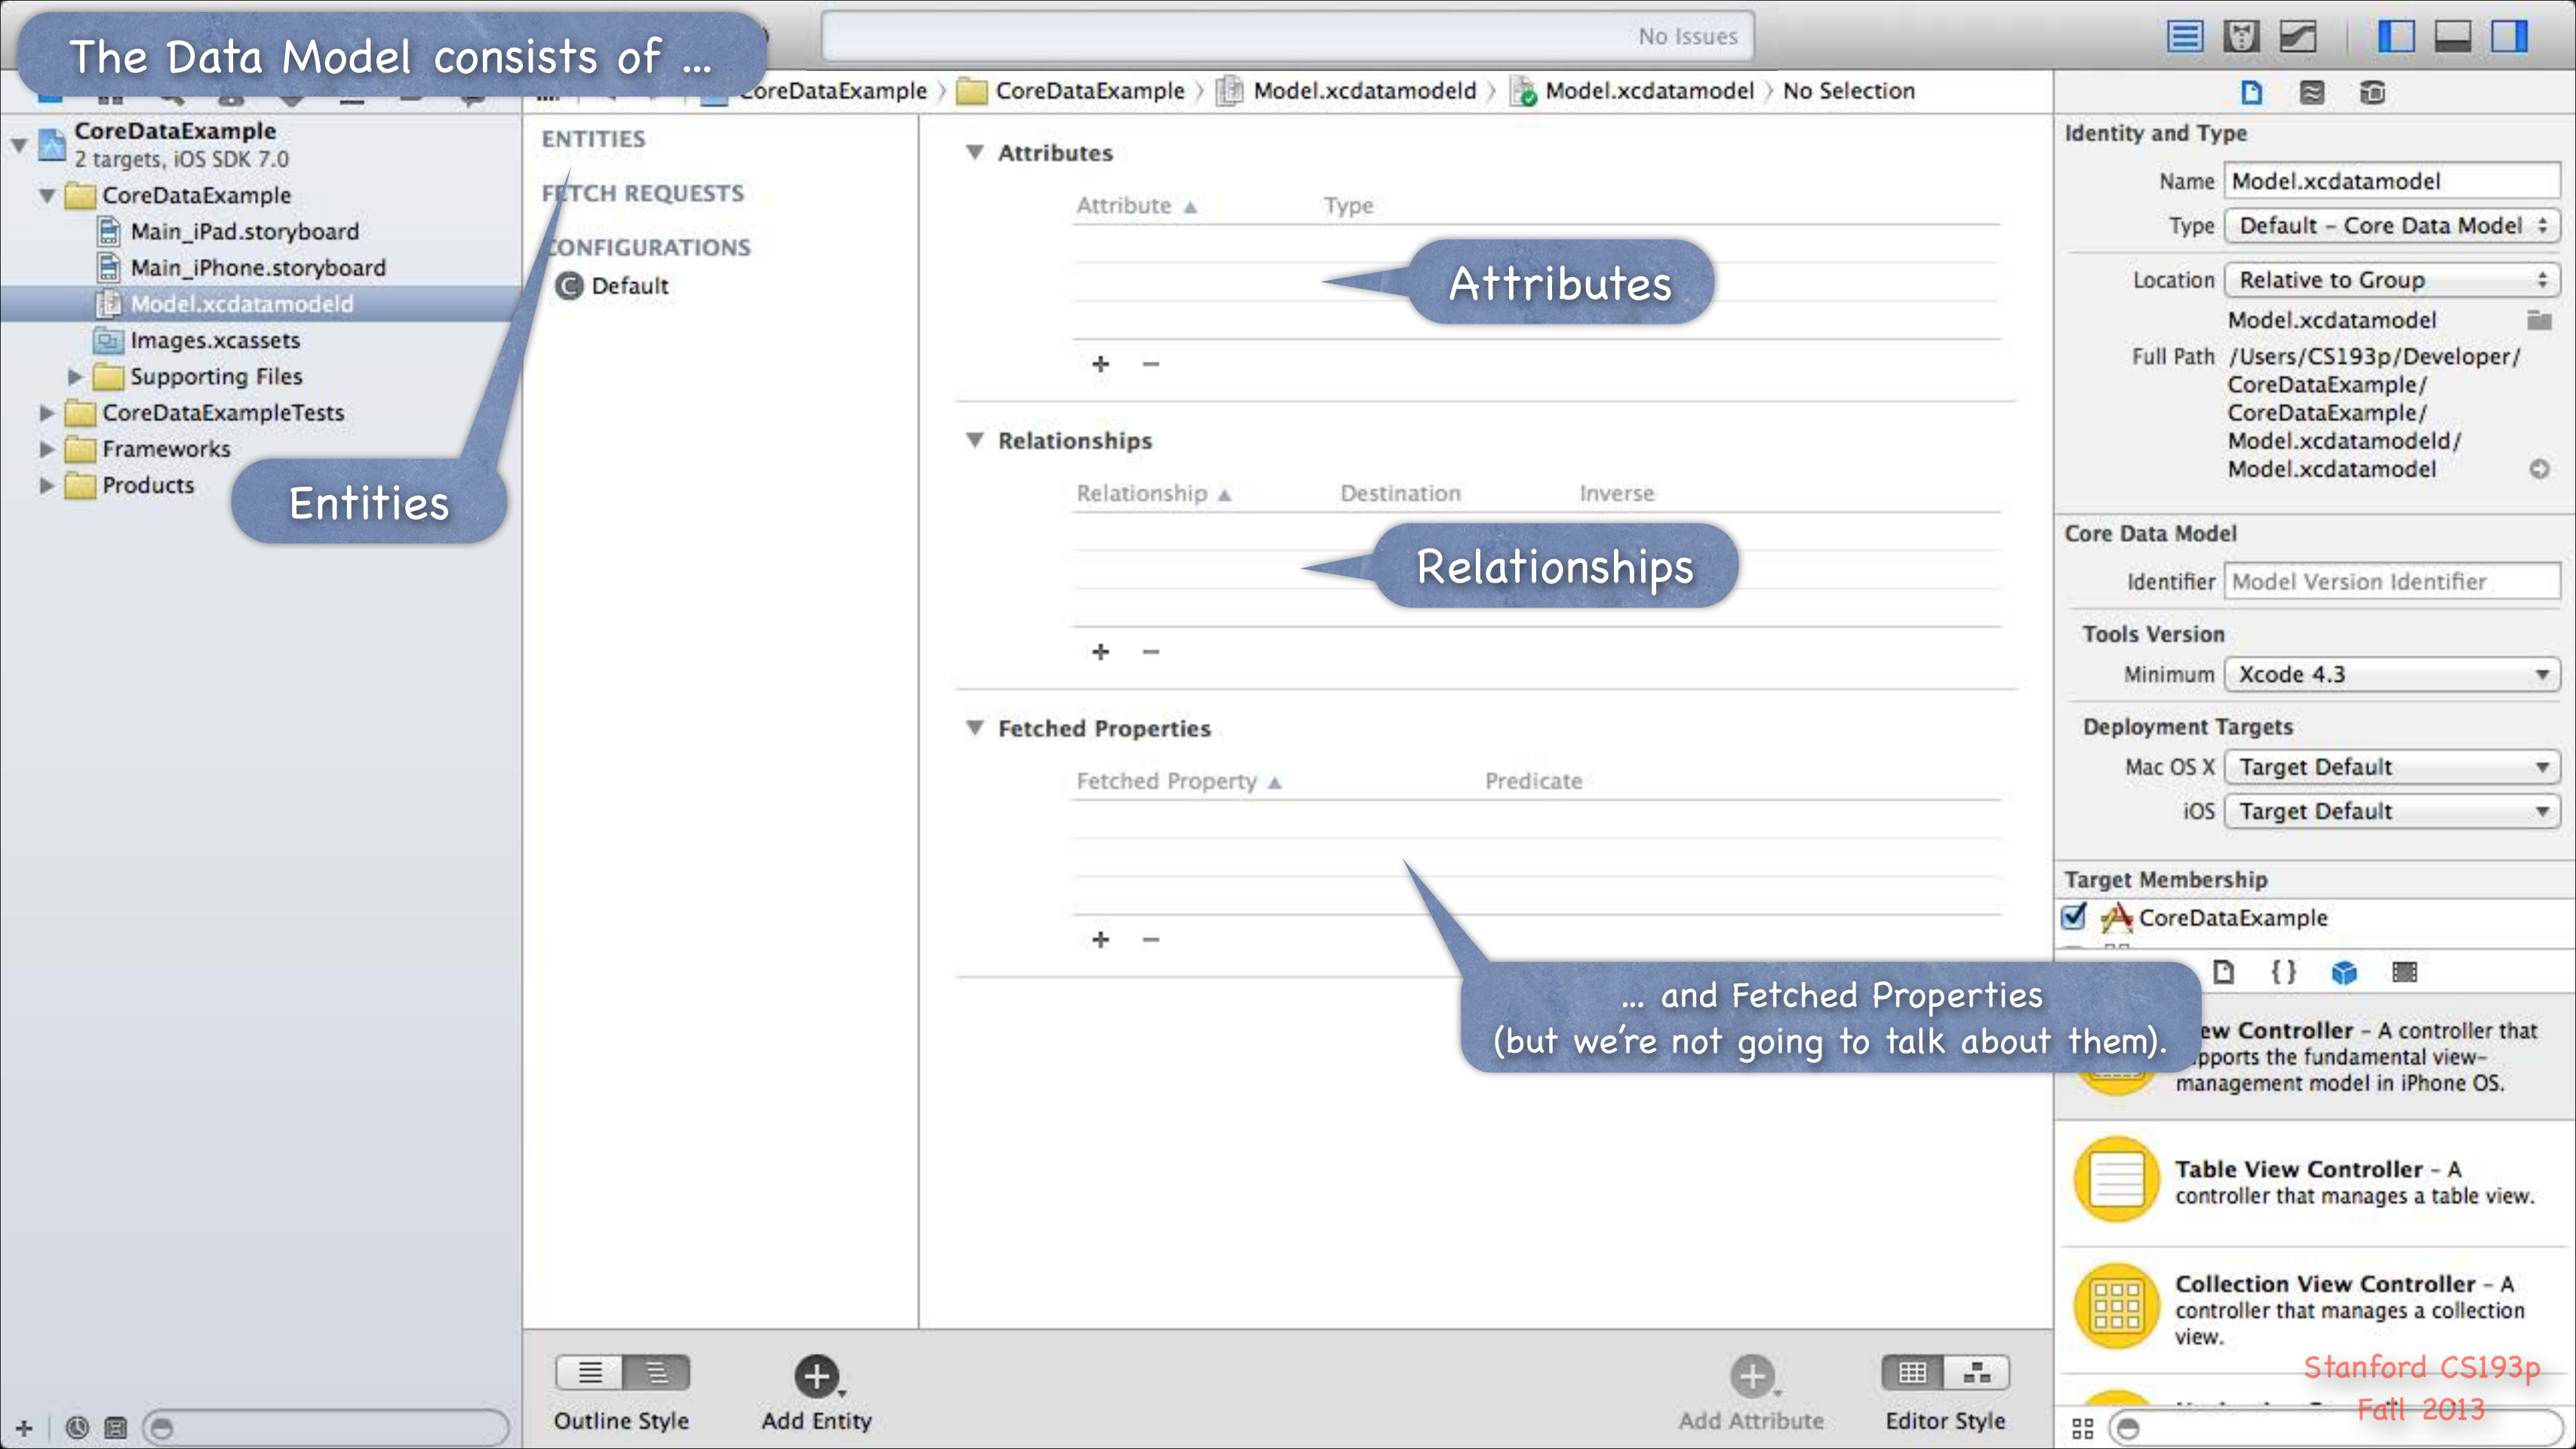 The Data Model consists of ...
No Issues
CoreDataExample
CoreDataExample
Model.xcdatamodeld
Model.xcdatamodel
No Selection
CoreDataExample
2 targets, iOS SDK 7.0
CoreDataExample
Main_iPad.storyboard
Main_iPhone.storyboard
Model.xcdatamodeld
Images.xcassets
Supporting Files
CoreDataExampleTests
Frameworks
Products
Entities
ENTITIES
FETCH REQUESTS
CONFIGURATIONS
C Default
Attributes
Attribute Type
Attributes
+ −
Relationships
Relationship Destination Inverse
Relationships
+ −
Fetched Properties
Fetched Property Predicate
+ −
... and Fetched Properties
(but we're not going to talk about them).
Outline Style
Add Entity
Add Attribute
Editor Style
Identity and Type
Name Model.xcdatamodel
Type Default - Core Data Model
Location Relative to Group
Model.xcdatamodel
Full Path /Users/CS193p/Developer/
CoreDataExample/
CoreDataExample/
Model.xcdatamodeld/
Model.xcdatamodel
Core Data Model
Identifier Model Version Identifier
Tools Version
Minimum Xcode 4.3
Deployment Targets
Mac OS X Target Default
iOS Target Default
Target Membership
CoreDataExample
{ }
Controller - A controller that
the fundamental view-
management model in iPhone OS.
Table View Controller - A
controller that manages a table view.
Collection View Controller - A
controller that manages a collection
view.
Stanford CS193p
Fall 2013